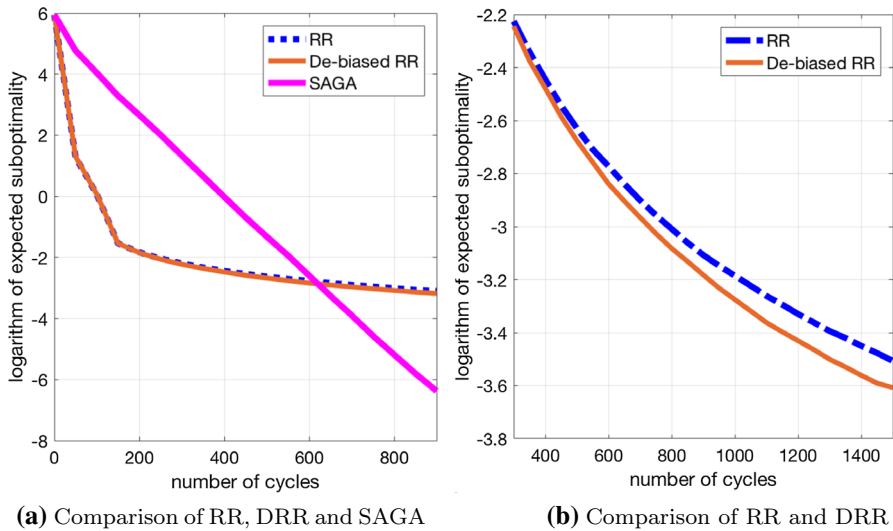 6
4
2
0
-2
-4
-6
-8
logarithm of expected suboptimality
RR
De-biased RR
SAGA
0
200
400
600
800
number of cycles
(a) Comparison of RR, DRR and SAGA
-2.2
-2.4
-2.6
-2.8
-3
-3.2
-3.4
-3.6
-3.8
logarithm of expected suboptimality
RR
De-biased RR
400
600
800
1000
1200
1400
number of cycles
(b) Comparison of RR and DRR